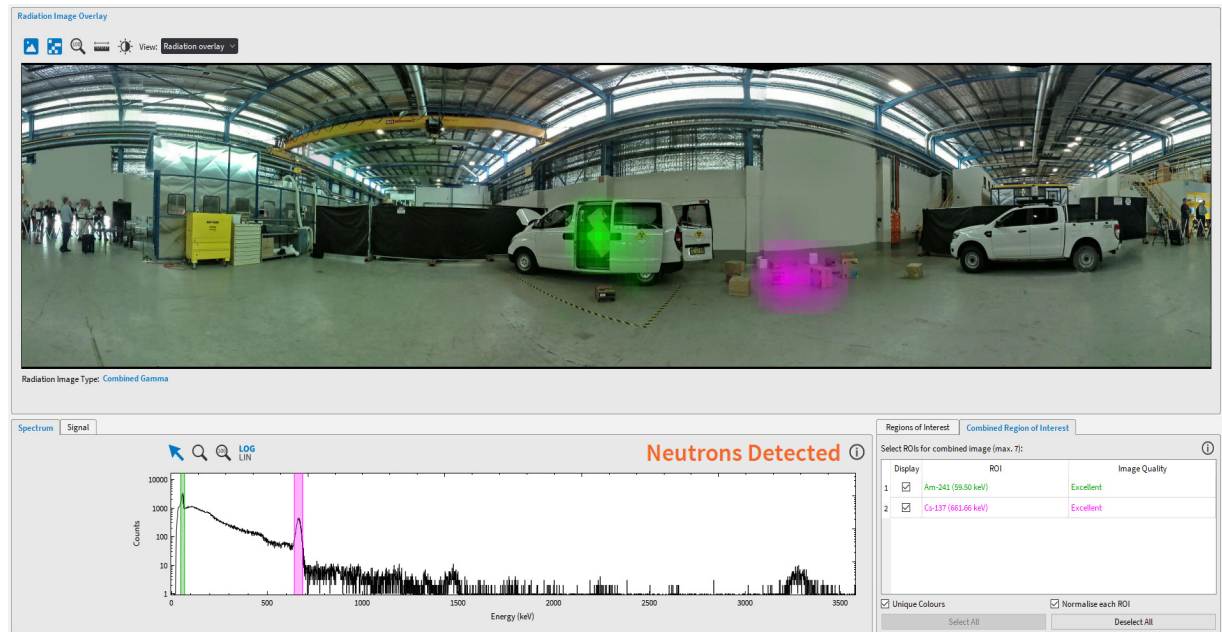 Radiation Image Overlay
View: Radiation overlay
Radiation Image Type: Combined Gamma
Spectrum Signal
LOG
LIN
Neutrons Detected
Counts
10000
1000
100
10
1
0 500 1000 1500 2000 2500 3000 3500
Energy (keV)
Regions of Interest Combined Region of Interest
Select ROIs for combined image (max. 7):
Display ROI Image Quality
1 Am-241 (59.50 keV) Excellent
2 Cs-137 (661.66 keV) Excellent
Unique Colours Normalise each ROI
Select All Deselect All